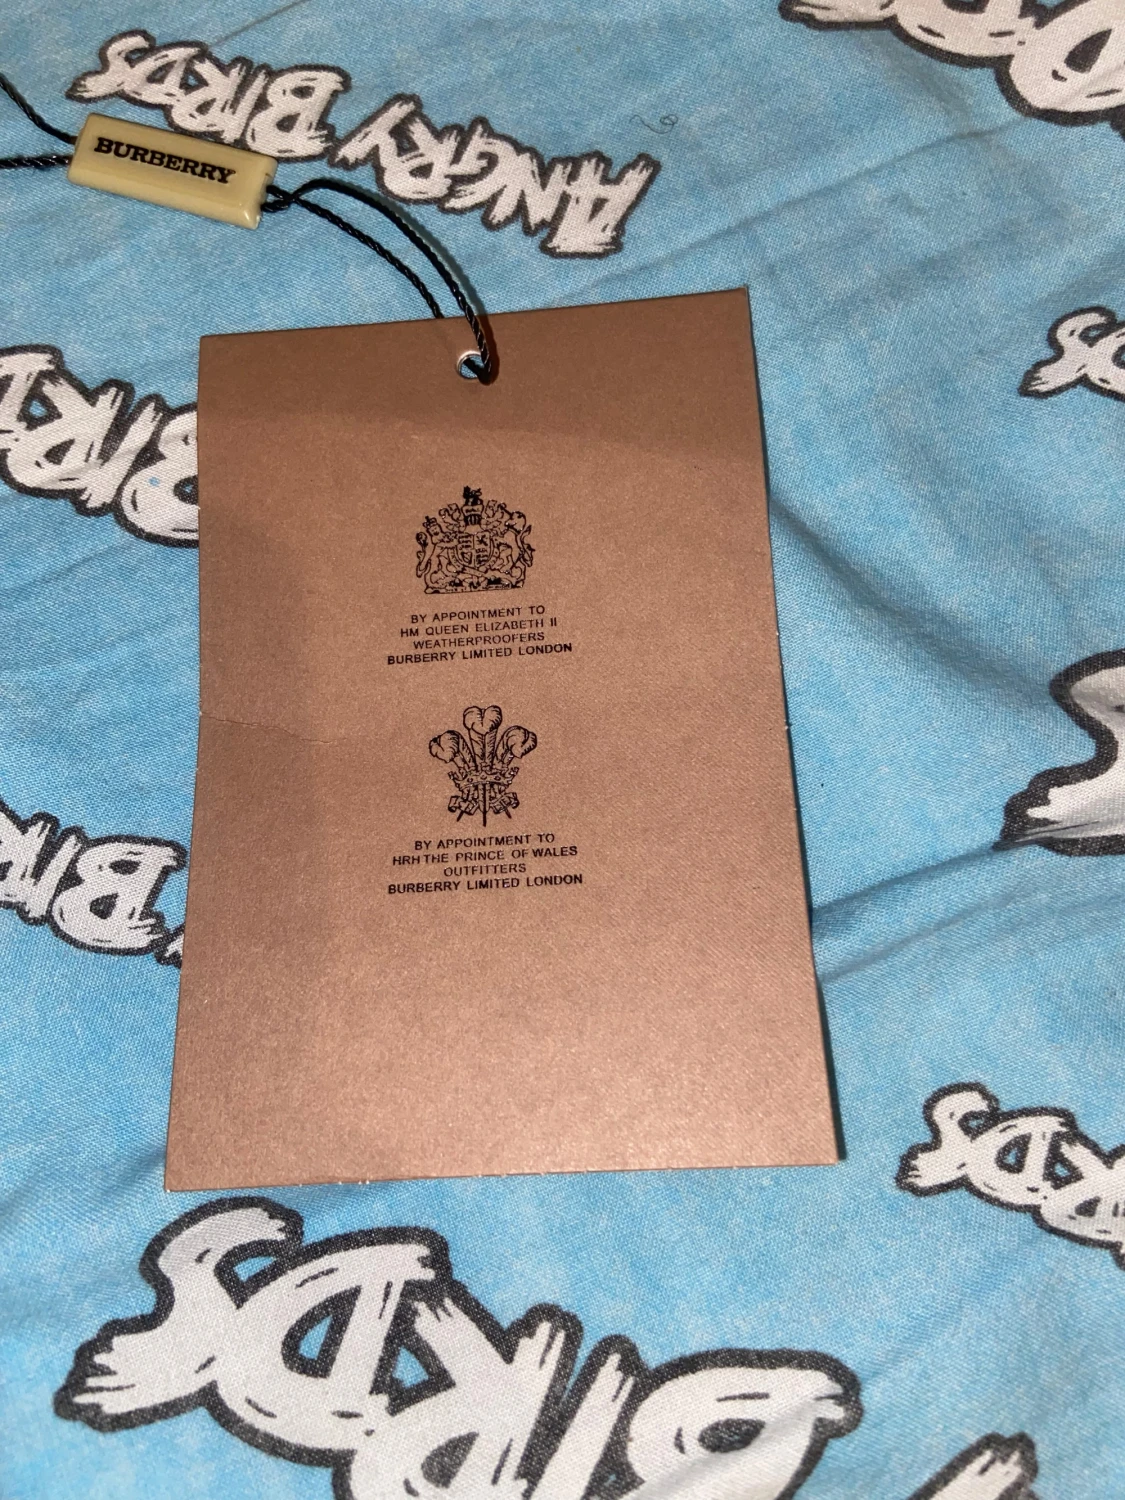 BIRDS
ANGRY
BURBERRY
BY APPOINTMENT TO
HM QUEEN ELIZABETH II
WEATHERPROOFERS
BURBERRY LIMITED LONDON
BY APPOINTMENT TO
HRH THE PRINCE OF WALES
OUTFITTERS
BURBERRY LIMITED LONDON
BIRDS